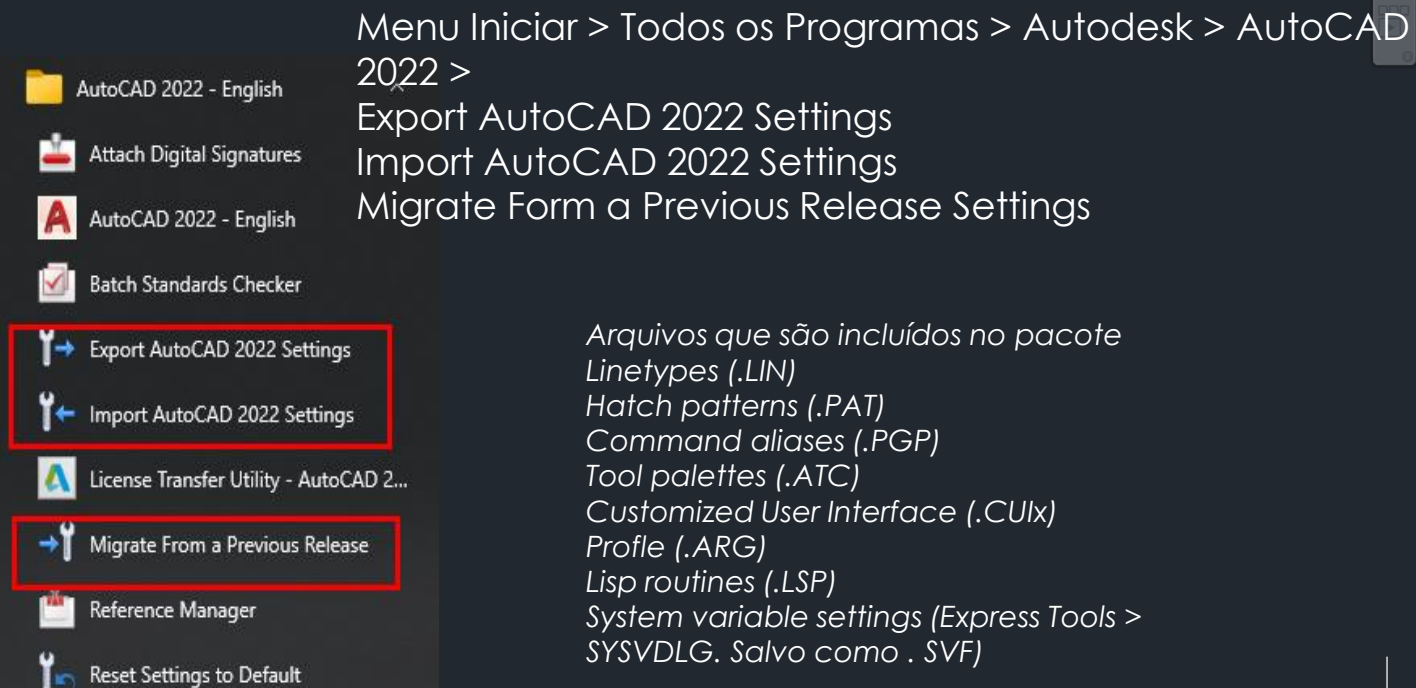 Menu Iniciar > Todos os Programas > Autodesk > AutoCAD
2022 >
Export AutoCAD 2022 Settings
Import AutoCAD 2022 Settings
Migrate Form a Previous Release Settings
AutoCAD 2022 - English
Attach Digital Signatures
AutoCAD 2022 - English
Batch Standards Checker
Export AutoCAD 2022 Settings
Import AutoCAD 2022 Settings
License Transfer Utility - AutoCAD 2...
Migrate From a Previous Release
Reference Manager
Reset Settings to Default
Arquivos que são incluídos no pacote
Linetypes (.LIN)
Hatch patterns (.PAT)
Command aliases (.PGP)
Tool palettes (.ATC)
Customized User Interface (.CUIx)
Profle (.ARG)
Lisp routines (.LSP)
System variable settings (Express Tools >
SYSVDLG. Salvo como . SVF)